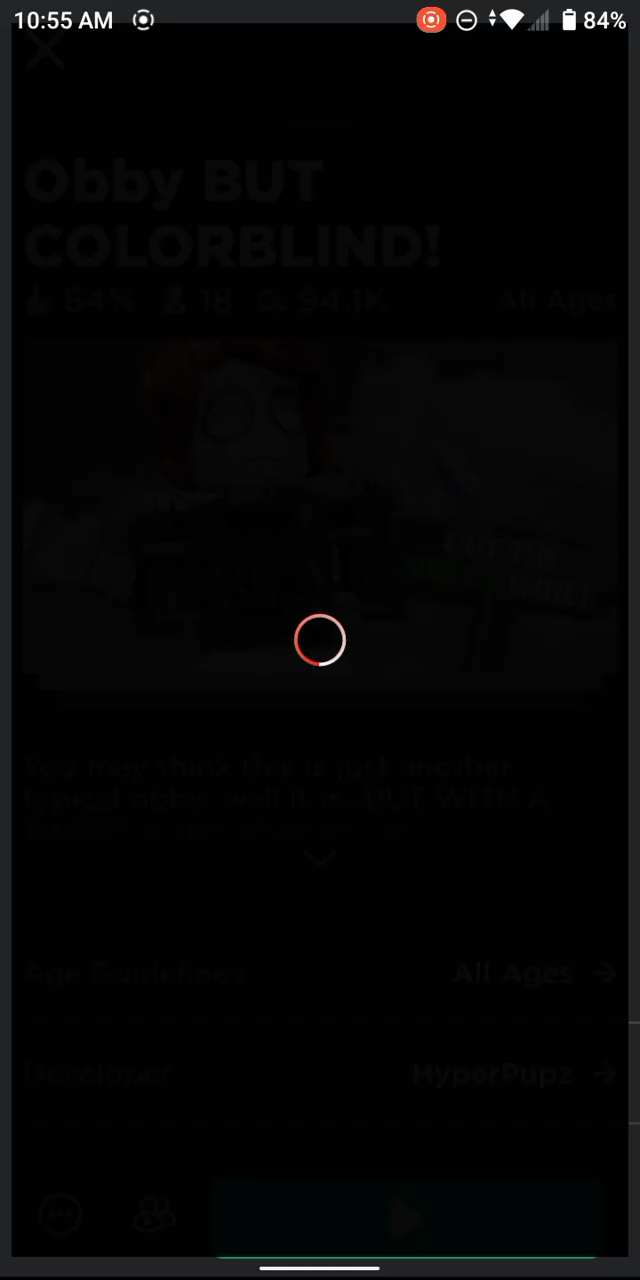 10:55 AM
84%
Obby BUT
COLORBLIND!
84% 18 94.1K All Ages
You may think this is just another
typical obby, well it is...BUT WITH A
Age Guidelines All Ages
Developer HyperPupz